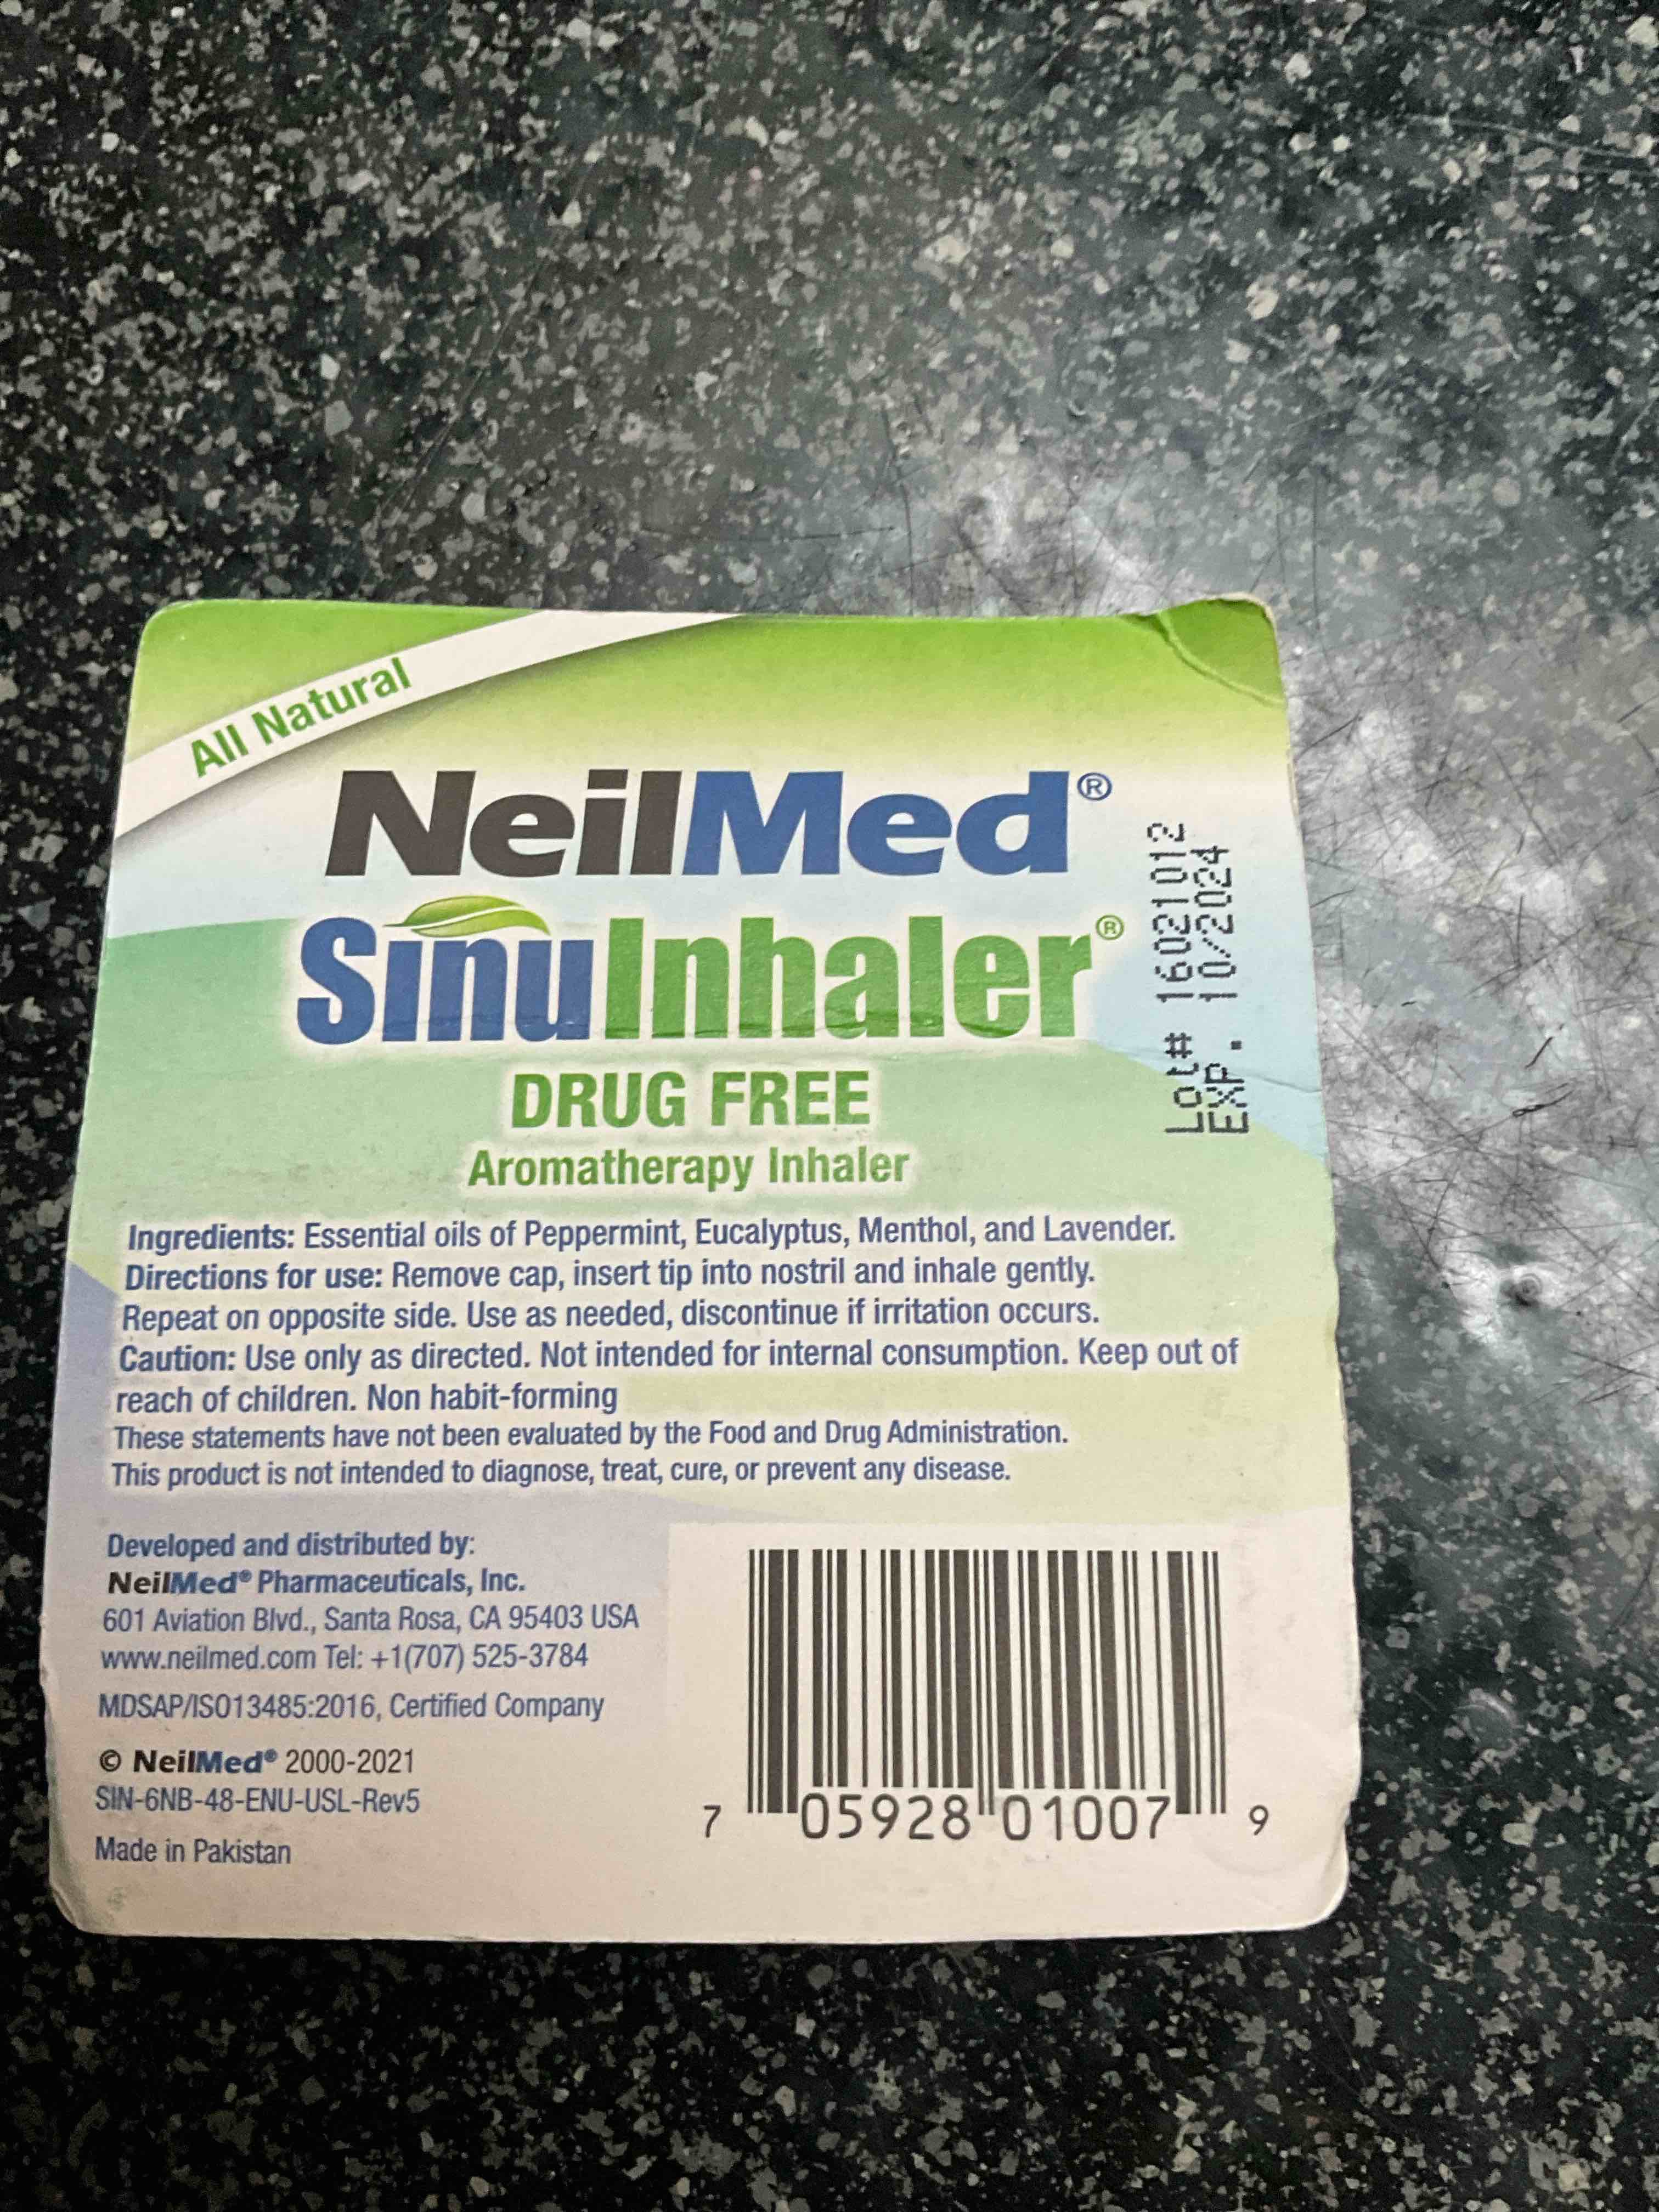 All Natural
NeilMed®
SinuInhaler®
DRUG FREE
Aromatherapy Inhaler
Lot# 16021012
EXP. 10/2024
Ingredients: Essential oils of Peppermint, Eucalyptus, Menthol, and Lavender.
Directions for use: Remove cap, insert tip into nostril and inhale gently.
Repeat on opposite side. Use as needed, discontinue if irritation occurs.
Caution: Use only as directed. Not intended for internal consumption. Keep out of
reach of children. Non habit-forming
These statements have not been evaluated by the Food and Drug Administration.
This product is not intended to diagnose, treat, cure, or prevent any disease.
Developed and distributed by:
NeilMed® Pharmaceuticals, Inc.
601 Aviation Blvd., Santa Rosa, CA 95403 USA
www.neilmed.com Tel: +1(707) 525-3784
MDSAP/ISO13485:2016, Certified Company
© NeilMed® 2000-2021
SIN-6NB-48-ENU-USL-Rev5
Made in Pakistan
7 05928 01007 9